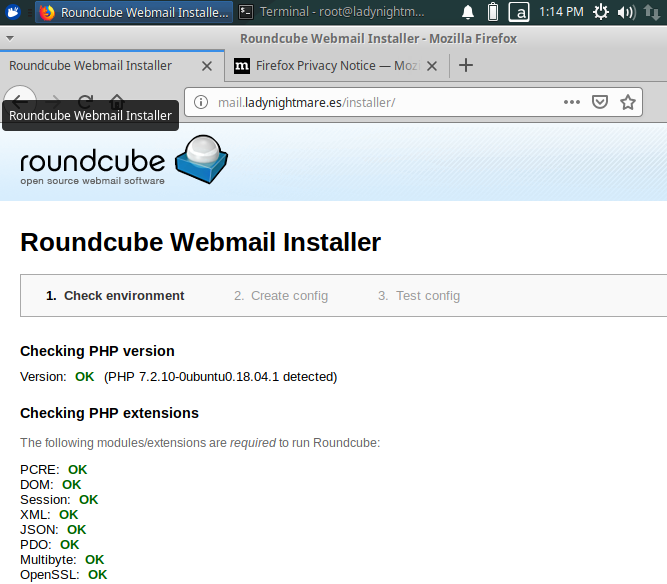 Roundcube Webmail Installe... Terminal - root@ladynightm... a 1:14 PM
Roundcube Webmail Installer - Mozilla Firefox
Roundcube Webmail Installer m Firefox Privacy Notice — Moz
mail.ladynightmare.es/installer/
Roundcube Webmail Installer
roundcube
open source webmail software
Roundcube Webmail Installer
1. Check environment 2. Create config 3. Test config
Checking PHP version
Version: OK (PHP 7.2.10-0ubuntu0.18.04.1 detected)
Checking PHP extensions
The following modules/extensions are required to run Roundcube:
PCRE: OK
DOM: OK
Session: OK
XML: OK
JSON: OK
PDO: OK
Multibyte: OK
OpenSSL: OK